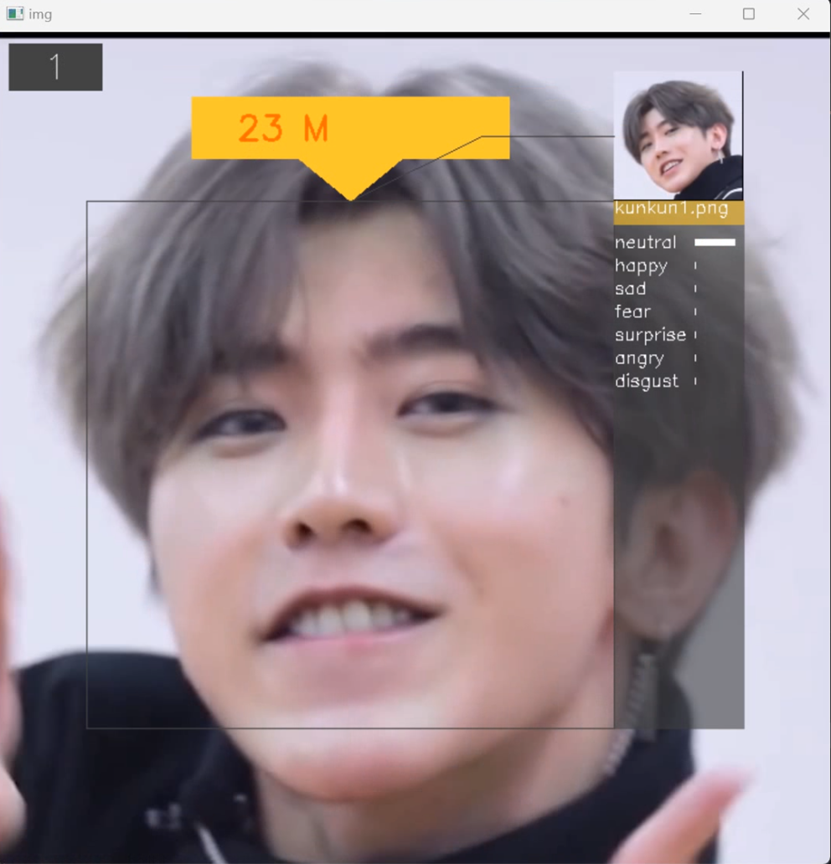 img
1
23 M
kunkun1.png
neutral
happy
sad
fear
surprise
angry
disgust